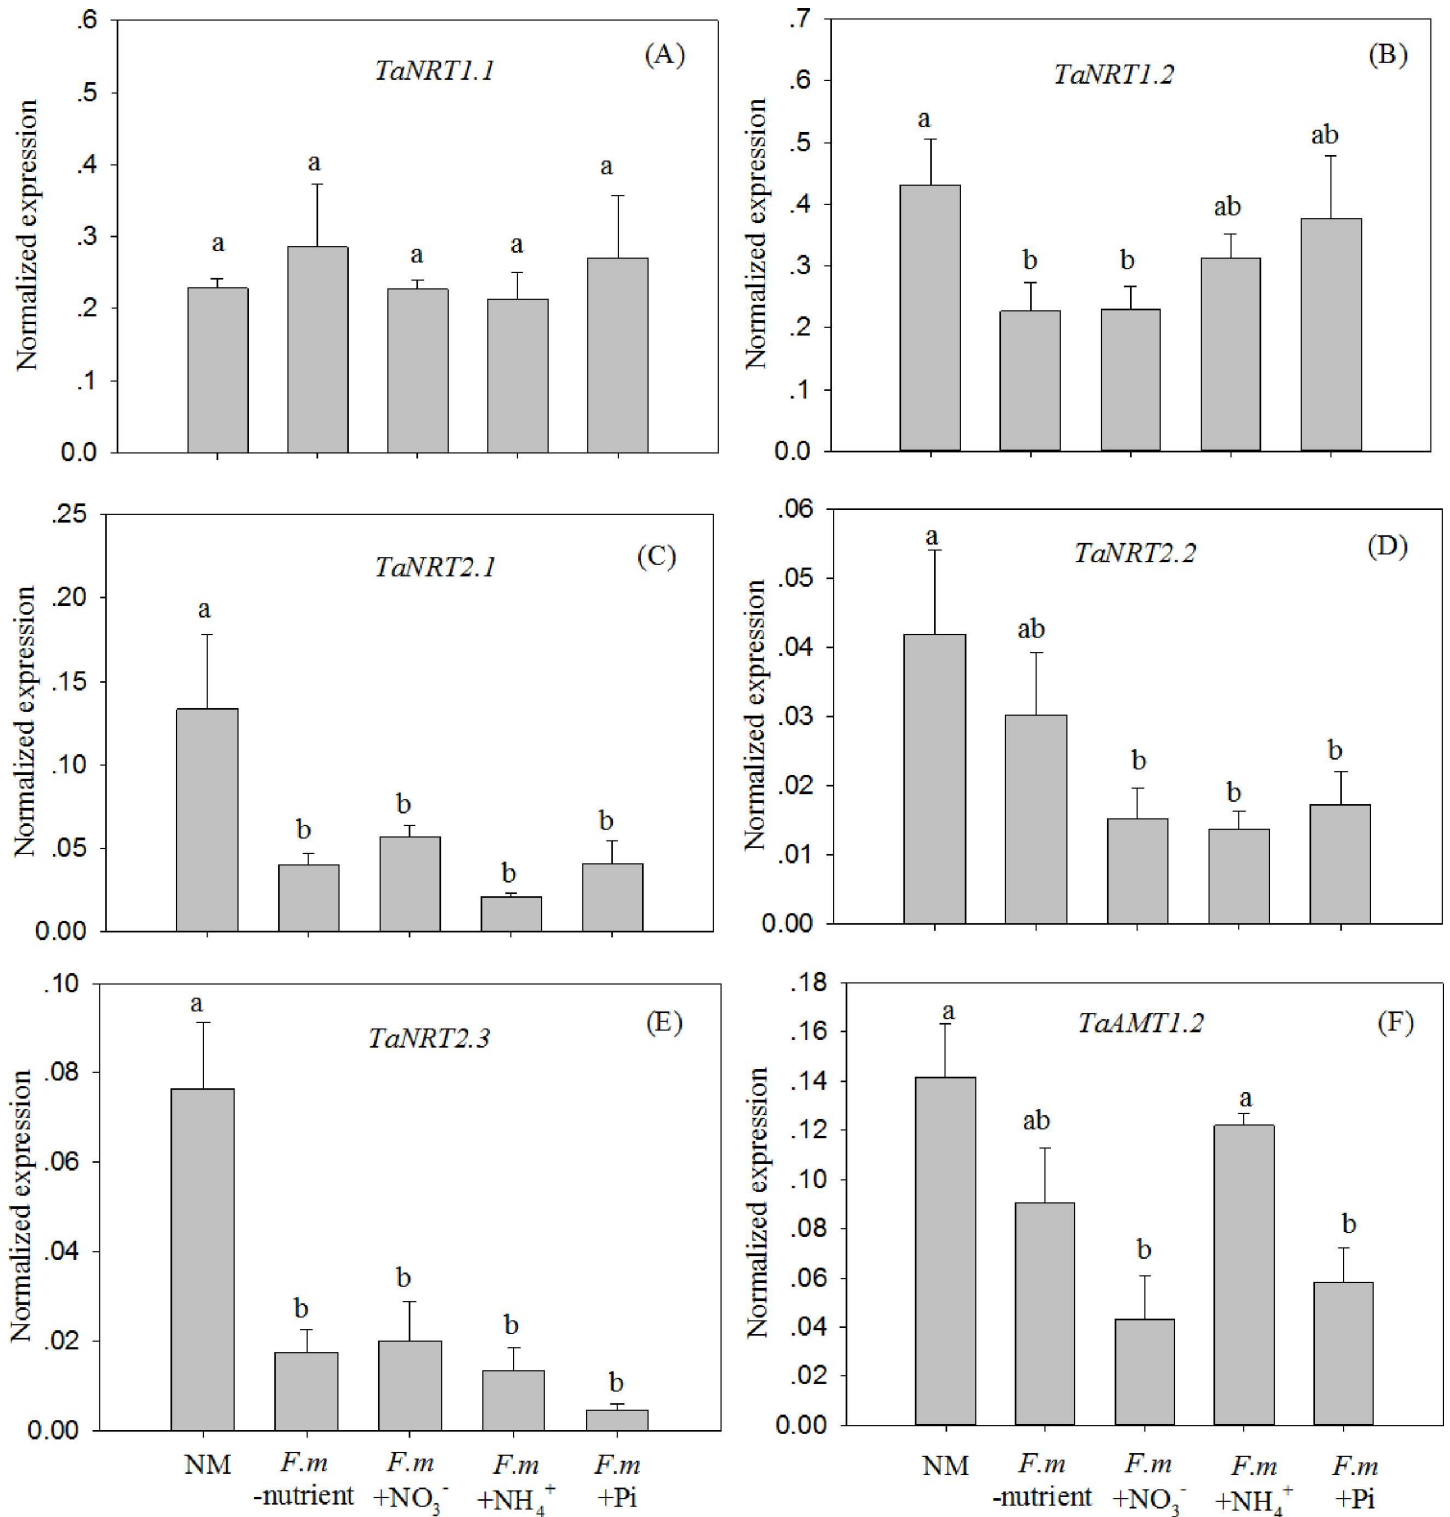 (A)
TaNRT1.1
Normalized expression
.6
.5
.4
.3
.2
.1
0.0
a
a
a
a
a
(B)
TaNRT1.2
Normalized expression
.7
.6
.5
.4
.3
.2
.1
0.0
a
b
b
ab
ab
(C)
TaNRT2.1
Normalized expression
.25
.20
.15
.10
.05
0.00
a
b
b
b
b
(D)
TaNRT2.2
Normalized expression
.06
.05
.04
.03
.02
.01
0.00
a
ab
b
b
b
(E)
TaNRT2.3
Normalized expression
.10
.08
.06
.04
.02
0.00
a
b
b
b
b
NM
F.m
-nutrient
F.m
+NO₃⁻
F.m
+NH₄⁺
F.m
+Pi
(F)
TaAMT1.2
Normalized expression
.18
.16
.14
.12
.10
.08
.06
.04
.02
0.00
a
ab
b
a
b
NM
F.m
-nutrient
F.m
+NO₃⁻
F.m
+NH₄⁺
F.m
+Pi